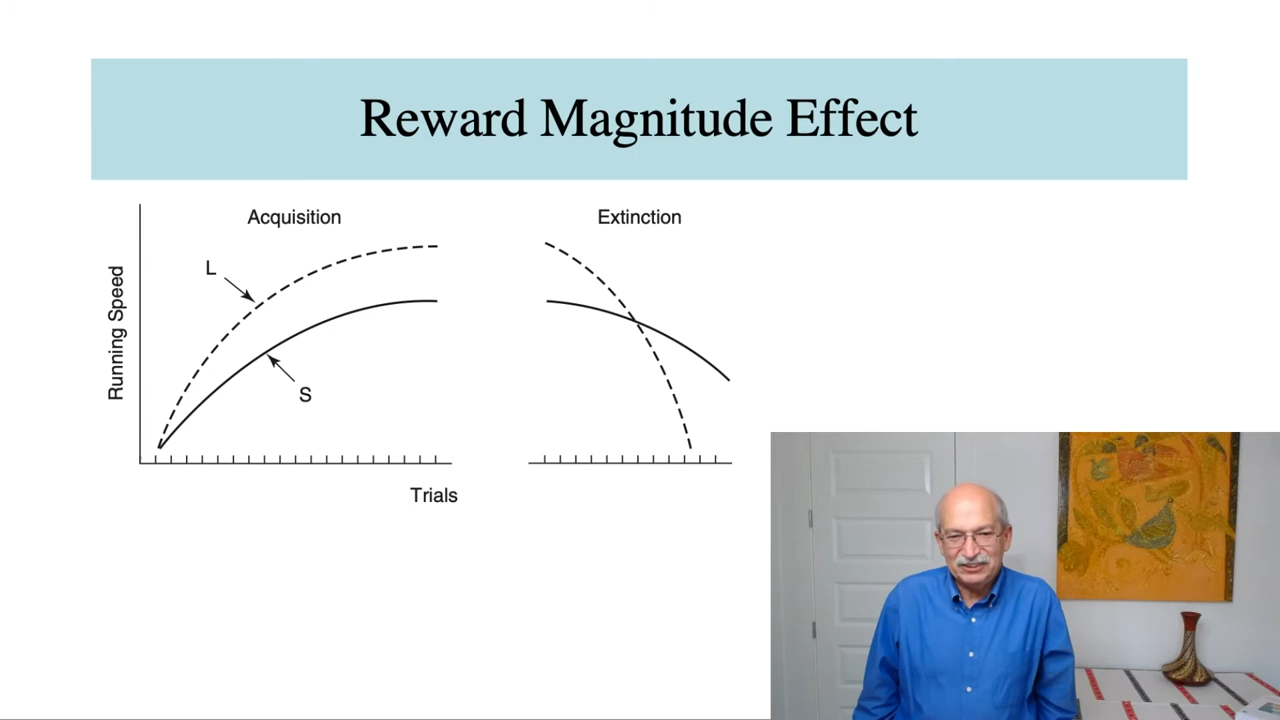 Reward Magnitude Effect
Acquisition
Extinction
L
S
Running Speed
Trials